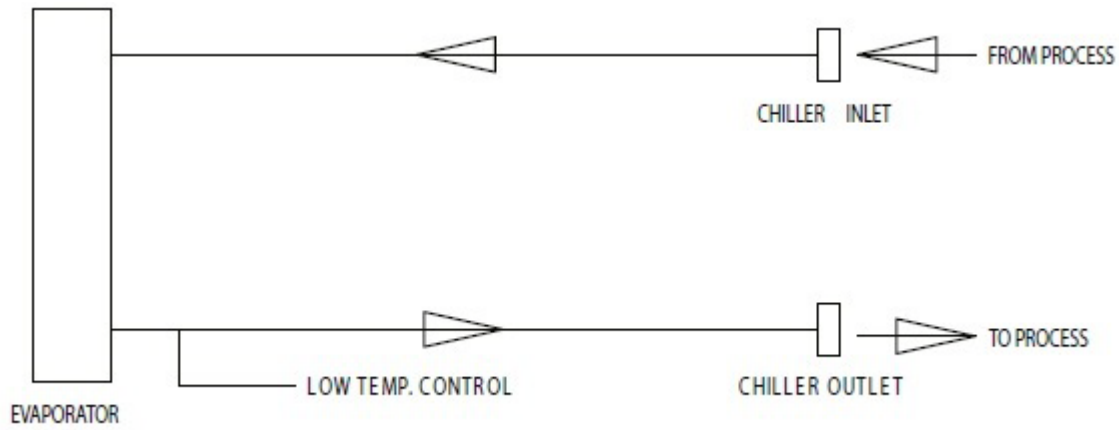 FROM PROCESS
CHILLER INLET
TO PROCESS
LOW TEMP. CONTROL
CHILLER OUTLET
EVAPORATOR